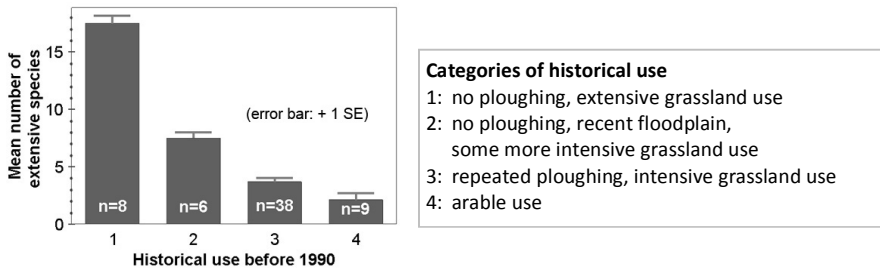 Mean number of
extensive species
15
10
5
0
(error bar: + 1 SE)
n=8 n=6 n=38 n=9
1 2 3 4
Historical use before 1990
Categories of historical use
1: no ploughing, extensive grassland use
2: no ploughing, recent floodplain,
some more intensive grassland use
3: repeated ploughing, intensive grassland use
4: arable use